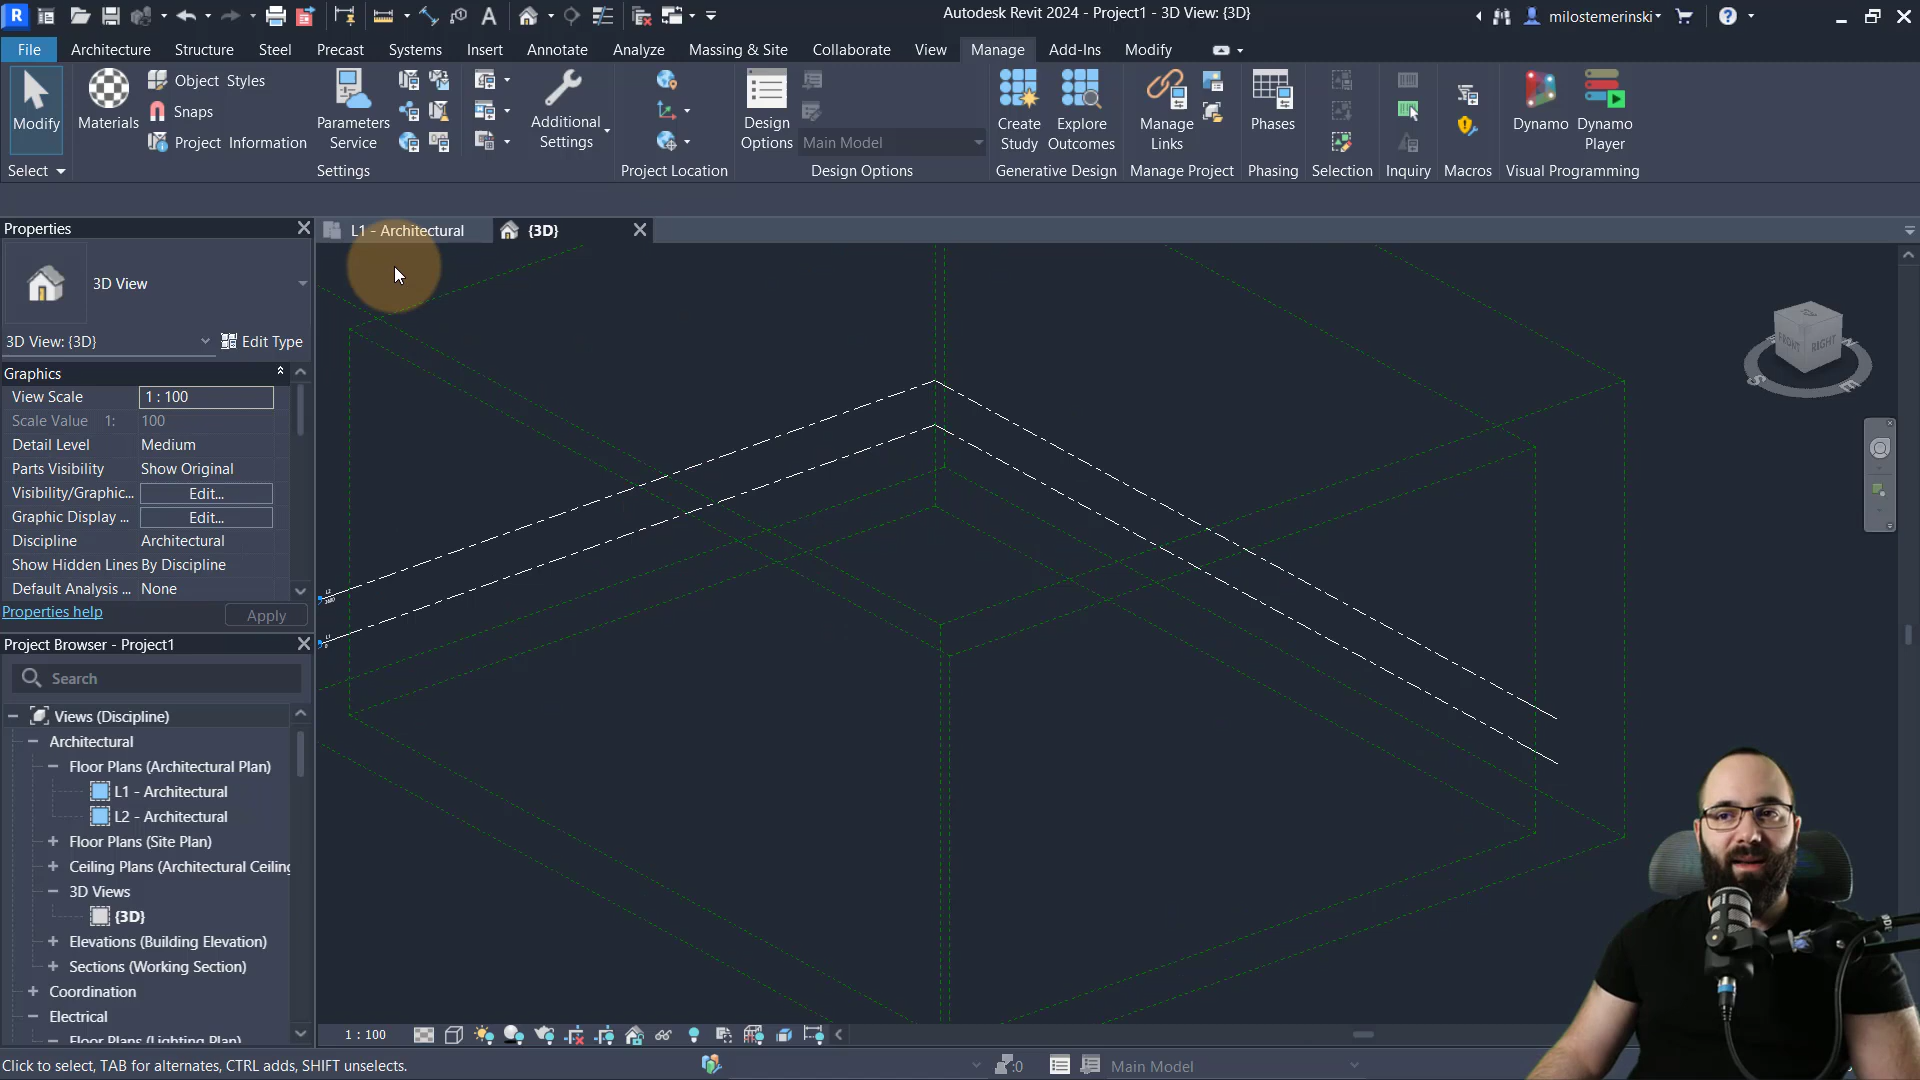 Autodesk Revit 2024 - Project1 - 3D View: {3D}
milostemerinski
File Architecture Structure Steel Precast Systems Insert Annotate Analyze Massing & Site Collaborate View Manage Add-Ins Modify
Modify
Materials
Object Styles
Snaps
Project Information
Parameters Service
Additional Settings
Design Options
Main Model
Create Study
Explore Outcomes
Manage Links
Phases
Dynamo
Dynamo Player
Select Settings Project Location Design Options Generative Design Manage Project Phasing Selection Inquiry Macros Visual Programming
Properties
L1 - Architectural
{3D}
3D View
3D View: {3D}
Edit Type
Graphics
View Scale 1 : 100
Scale Value 1: 100
Detail Level Medium
Parts Visibility Show Original
Visibility/Graphic... Edit...
Graphic Display ... Edit...
Discipline Architectural
Show Hidden Lines By Discipline
Default Analysis ... None
Properties help
Apply
Project Browser - Project1
Search
Views (Discipline)
Architectural
Floor Plans (Architectural Plan)
L1 - Architectural
L2 - Architectural
Floor Plans (Site Plan)
Ceiling Plans (Architectural Ceiling
3D Views
{3D}
Elevations (Building Elevation)
Sections (Working Section)
Coordination
Electrical
Floor Plans (Lighting Plan)
TOP
FRONT
RIGHT
S
E
1 : 100
Click to select, TAB for alternates, CTRL adds, SHIFT unselects.
:0
Main Model